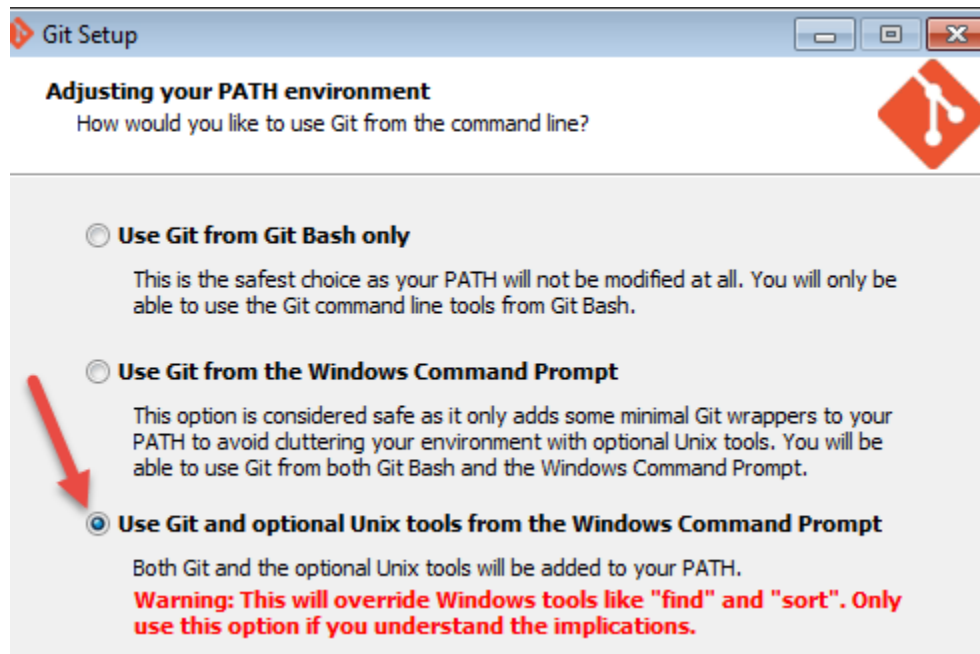 Git Setup
Adjusting your PATH environment
How would you like to use Git from the command line?
Use Git from Git Bash only
This is the safest choice as your PATH will not be modified at all. You will only be
able to use the Git command line tools from Git Bash.
Use Git from the Windows Command Prompt
This option is considered safe as it only adds some minimal Git wrappers to your
PATH to avoid cluttering your environment with optional Unix tools. You will be
able to use Git from both Git Bash and the Windows Command Prompt.
Use Git and optional Unix tools from the Windows Command Prompt
Both Git and the optional Unix tools will be added to your PATH.
Warning: This will override Windows tools like "find" and "sort". Only
use this option if you understand the implications.